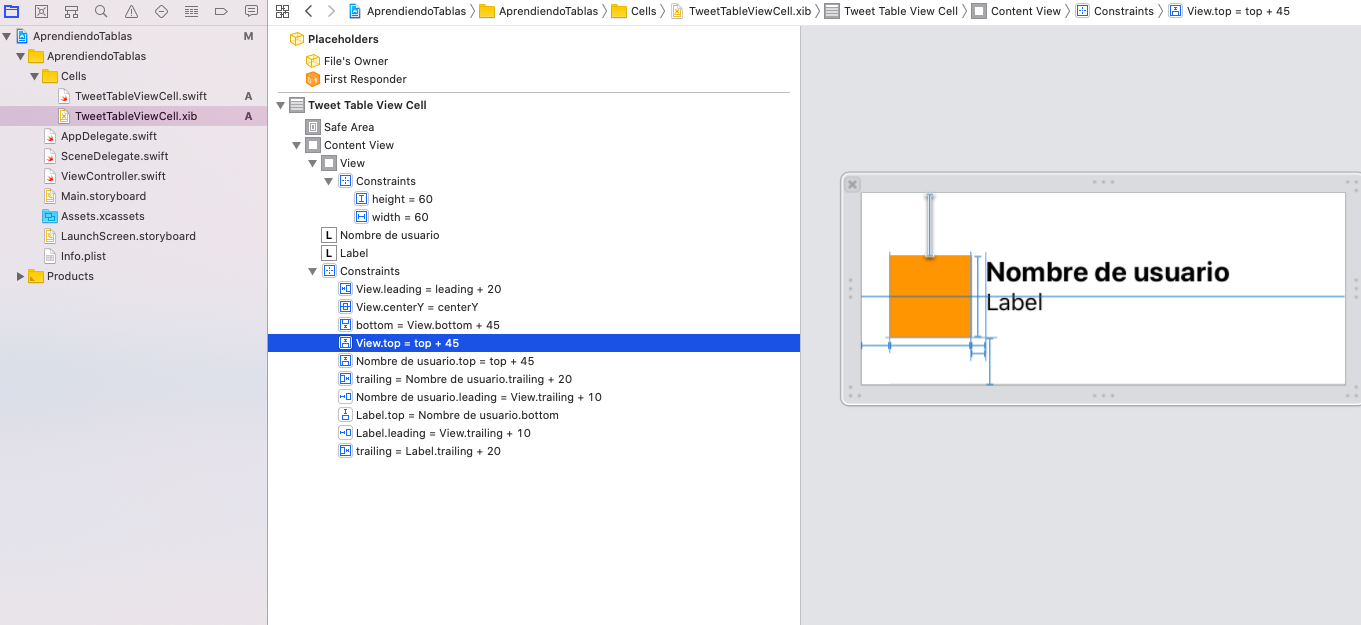 AprendiendoTablas 〉 AprendiendoTablas 〉 Cells 〉 TweetTableViewCell.xib 〉 Tweet Table View Cell 〉 Content View 〉 Constraints 〉 View.top = top + 45
AprendiendoTablas M
AprendiendoTablas
Cells
TweetTableViewCell.swift A
TweetTableViewCell.xib A
AppDelegate.swift
SceneDelegate.swift
ViewController.swift
Main.storyboard
Assets.xcassets
LaunchScreen.storyboard
Info.plist
Products
Placeholders
File's Owner
First Responder
Tweet Table View Cell
Safe Area
Content View
View
Constraints
height = 60
width = 60
L Nombre de usuario
L Label
Constraints
View.leading = leading + 20
View.centerY = centerY
bottom = View.bottom + 45
View.top = top + 45
Nombre de usuario.top = top + 45
trailing = Nombre de usuario.trailing + 20
Nombre de usuario.leading = View.trailing + 10
Label.top = Nombre de usuario.bottom
Label.leading = View.trailing + 10
trailing = Label.trailing + 20
Nombre de usuario
Label